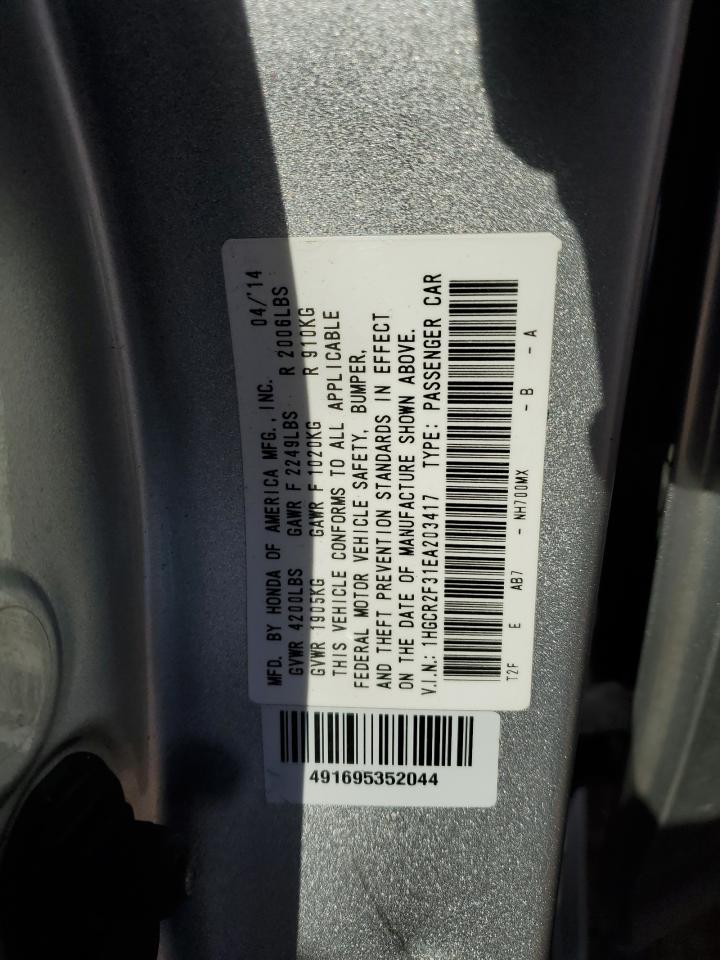 MFD. BY HONDA OF AMERICA MFG., INC. 04/'14
GVWR 4200LBS GAWR F 2249LBS R 2006LBS
GVWR 1905KG GAWR F 1020KG R 910KG
THIS VEHICLE CONFORMS TO ALL APPLICABLE
FEDERAL MOTOR VEHICLE SAFETY, BUMPER,
AND THEFT PREVENTION STANDARDS IN EFFECT
ON THE DATE OF MANUFACTURE SHOWN ABOVE.
V.I.N.: 1HGCR2F31EA203417 TYPE: PASSENGER CAR
T2F E AB7 - NH700MX - B - A
491695352044